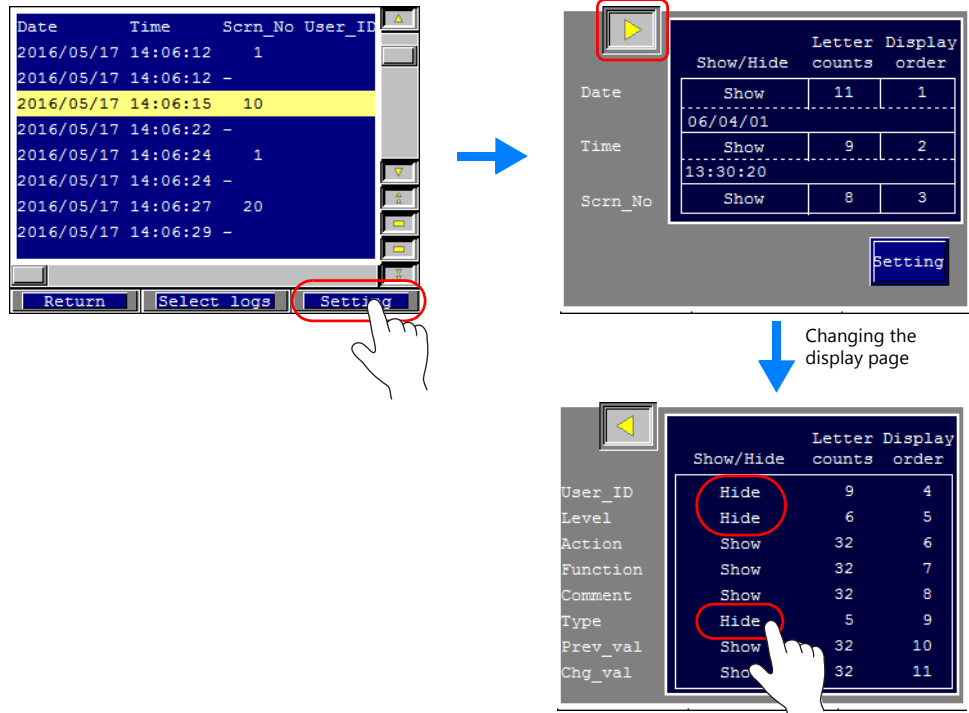 Date Time Scrn_No User_ID
2016/05/17 14:06:12 1
2016/05/17 14:06:12 -
2016/05/17 14:06:15 10
2016/05/17 14:06:22 -
2016/05/17 14:06:24 1
2016/05/17 14:06:24 -
2016/05/17 14:06:27 20
2016/05/17 14:06:29 -
Return Select logs Setting
Letter Display
Show/Hide counts order
Date Show 11 1
06/04/01
Time Show 9 2
13:30:20
Scrn_No Show 8 3
Setting
Changing the
display page
Letter Display
Show/Hide counts order
User_ID Hide 9 4
Level Hide 6 5
Action Show 32 6
Function Show 32 7
Comment Show 32 8
Type Hide 5 9
Prev_val Show 32 10
Chg_val Show 32 11